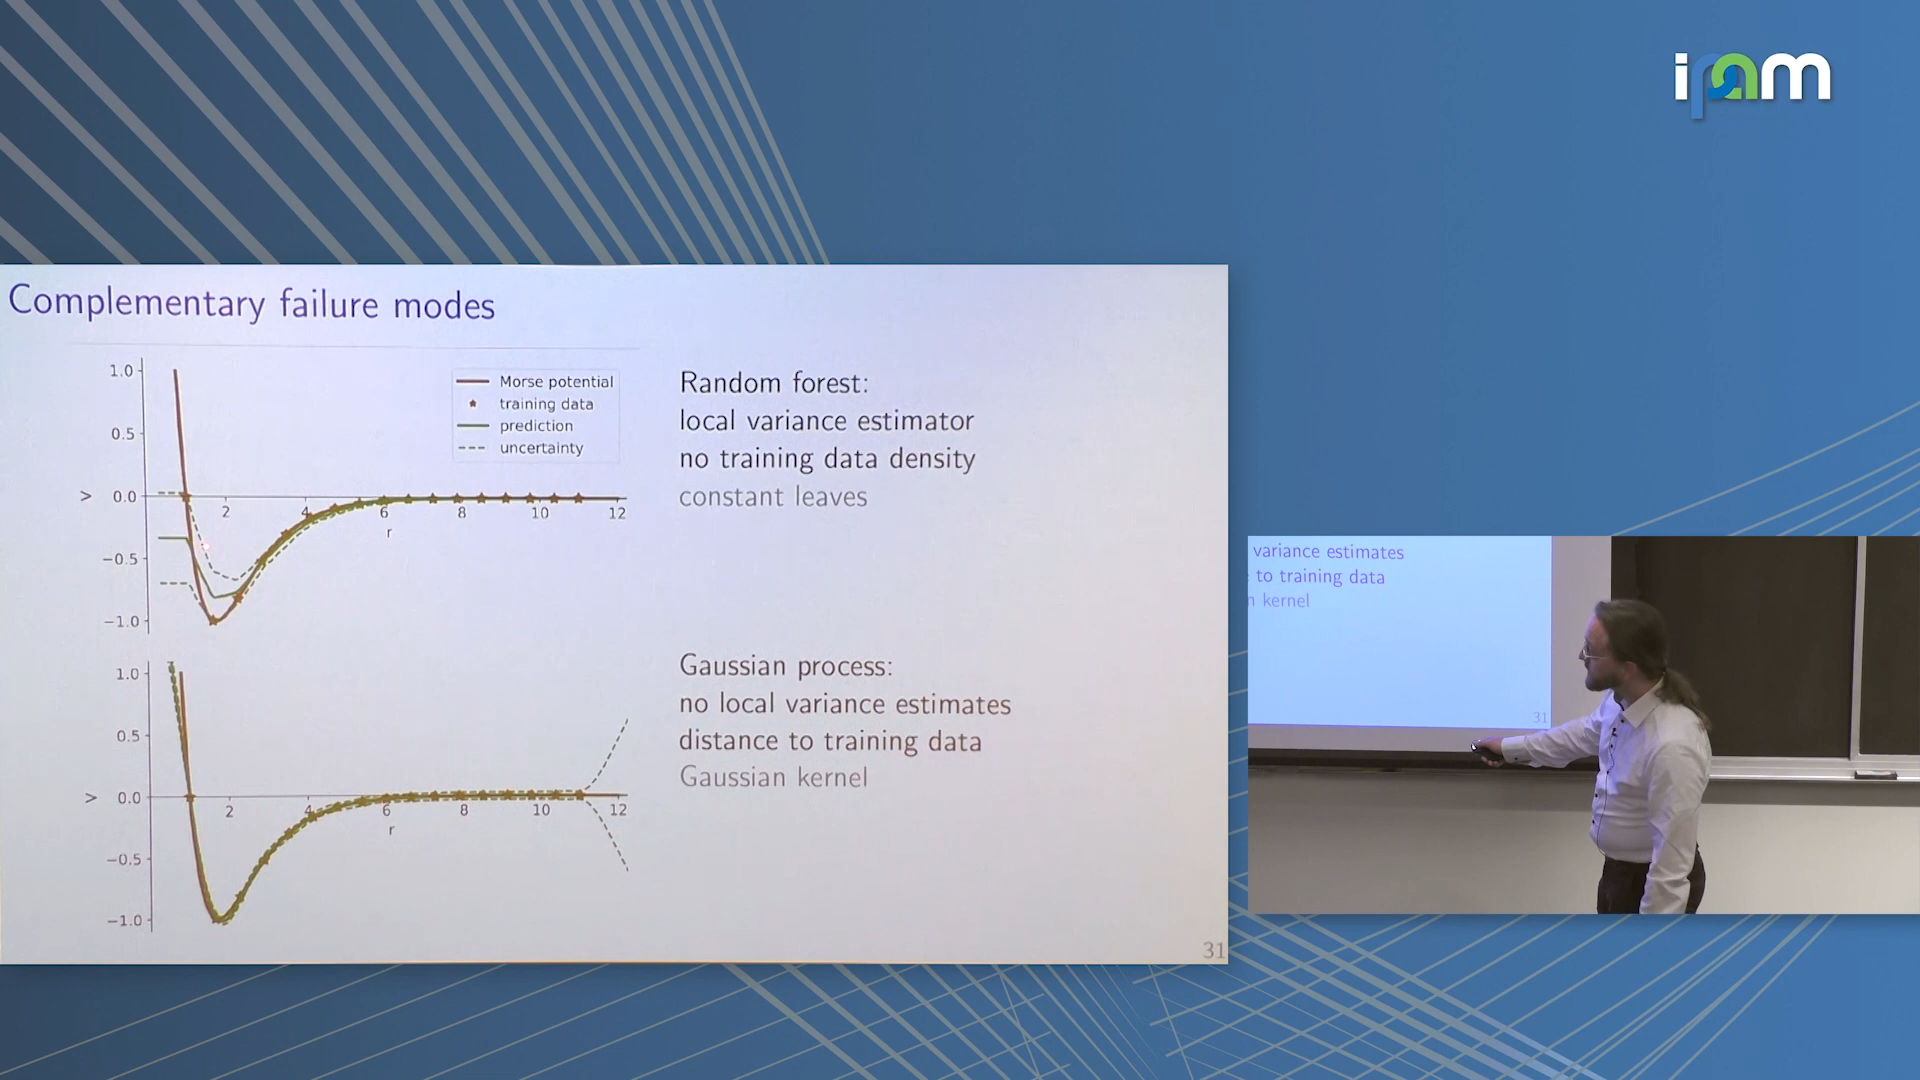 ipam
Complementary failure modes
1.0
0.5
0.0
−0.5
−1.0
V
2
4
6
8
10
12
r
Morse potential
training data
prediction
uncertainty
Random forest:
local variance estimator
no training data density
constant leaves
1.0
0.5
0.0
−0.5
−1.0
V
2
4
6
8
10
12
r
Gaussian process:
no local variance estimates
distance to training data
Gaussian kernel
31
variance estimates
to training data
kernel
31